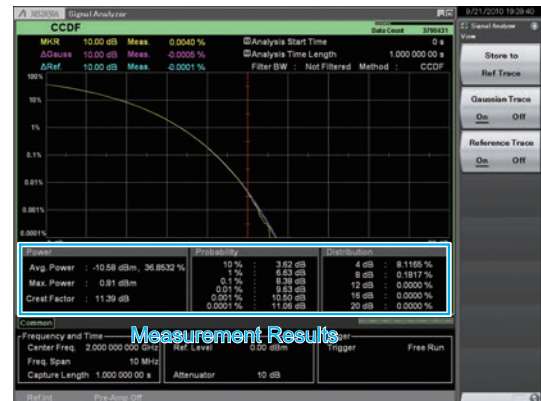 MS2850A Signal Analyzer 9/21/2010 19:29:40
CCDF Data Count 3796431
MKR 10.00 dB Meas. 0.0040 % Analysis Start Time 0 s
ΔGauss 10.00 dB Meas. -0.0005 % Analysis Time Length 1.000 000 00 s
ΔRef. 10.00 dB Meas. -0.0001 % Filter BW : Not Filtered Method : CCDF
100%
10%
1%
0.1%
0.01%
0.001%
0.0001%
Signal Analyzer
View
Store to
Ref Trace
Gaussian Trace
On Off
Reference Trace
On Off
Power
Avg. Power : -10.58 dBm, 36.8532 %
Max. Power : 0.81 dBm
Crest Factor : 11.39 dB
Probability
10 % : 3.62 dB
1 % : 6.63 dB
0.1 % : 8.38 dB
0.01 % : 9.63 dB
0.001 % : 10.50 dB
0.0001 % : 11.06 dB
Distribution
4 dB : 8.1165 %
8 dB : 0.1817 %
12 dB : 0.0000 %
16 dB : 0.0000 %
20 dB : 0.0000 %
Measurement Results
Common
Frequency and Time
Center Freq. 2.000 000 000 GHz
Freq. Span 10 MHz
Capture Length 1.000 000 00 s
Ref. Level 0.00 dBm
Attenuator 10 dB
Trigger Free Run
Ref.Int Pre-Amp Off